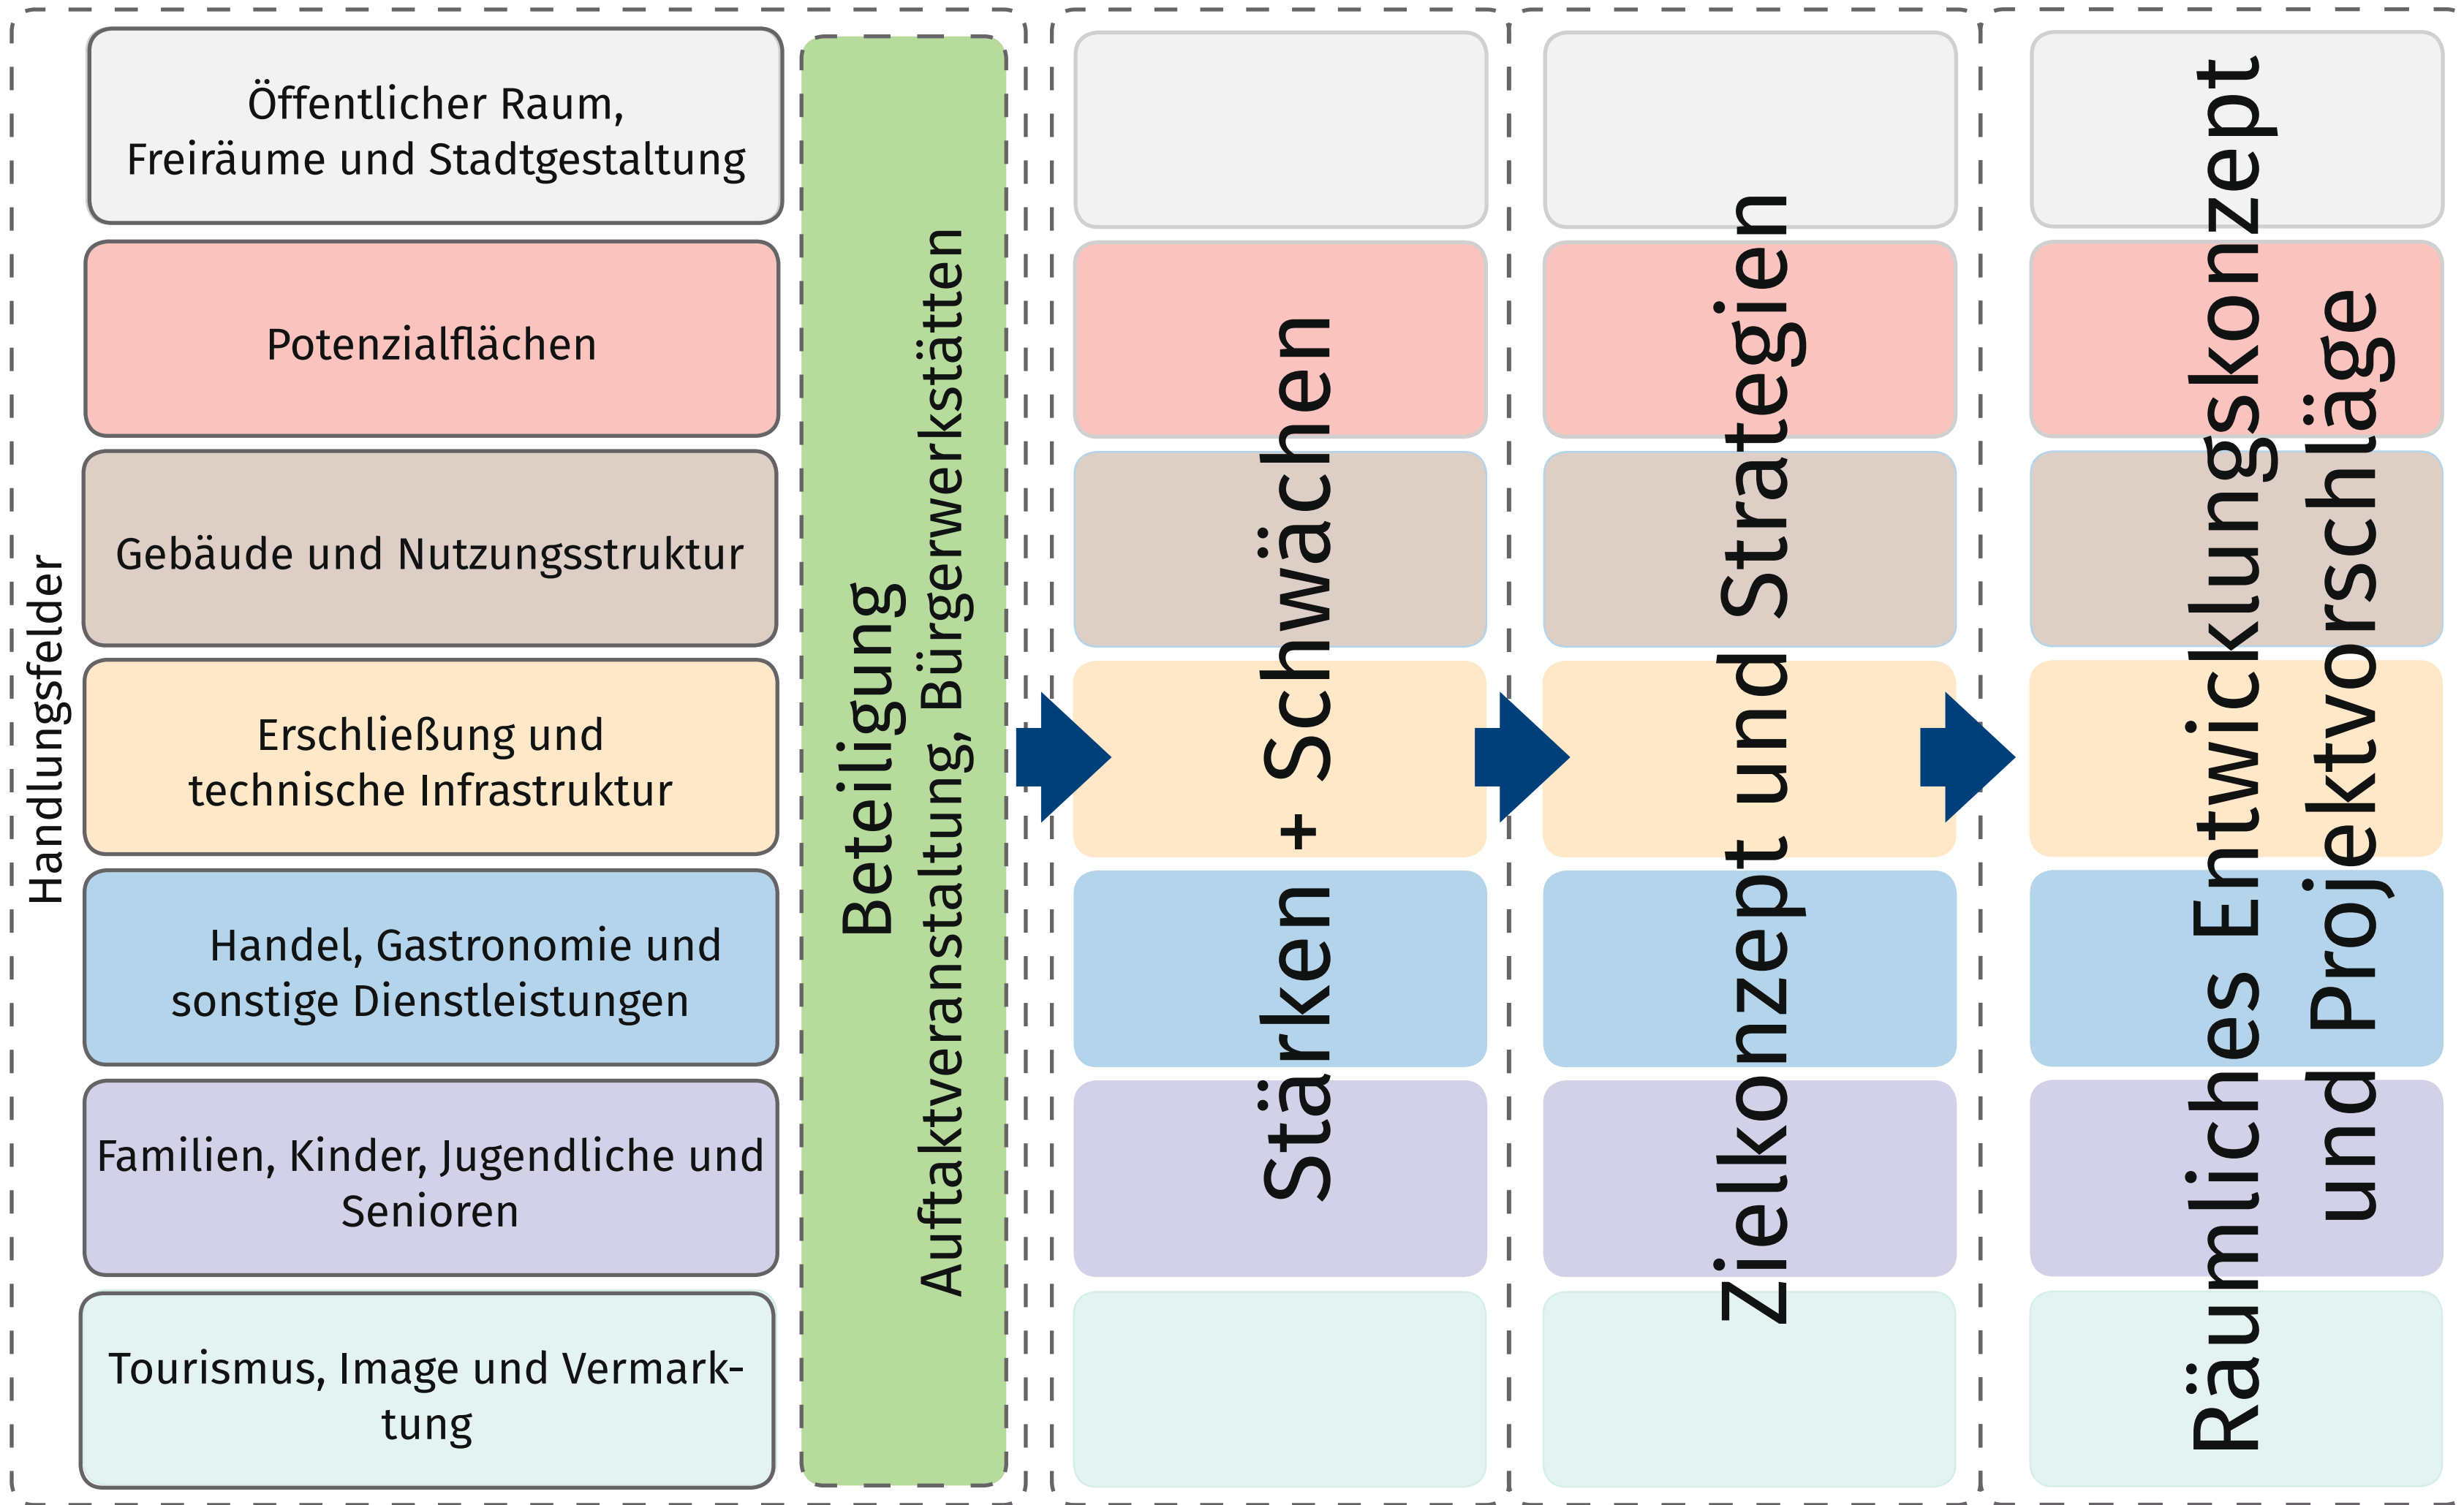 Handlungsfelder
Öffentlicher Raum,
Freiräume und Stadtgestaltung
Potenzialflächen
Gebäude und Nutzungsstruktur
Erschließung und
technische Infrastruktur
Handel, Gastronomie und
sonstige Dienstleistungen
Familien, Kinder, Jugendliche und
Senioren
Tourismus, Image und Vermark-
tung
Beteiligung
Auftaktveranstaltung, Bürgerwerkstätten
Stärken + Schwächen
Zielkonzept und Strategien
Räumliches Entwicklungskonzept
und Projektvorschläge